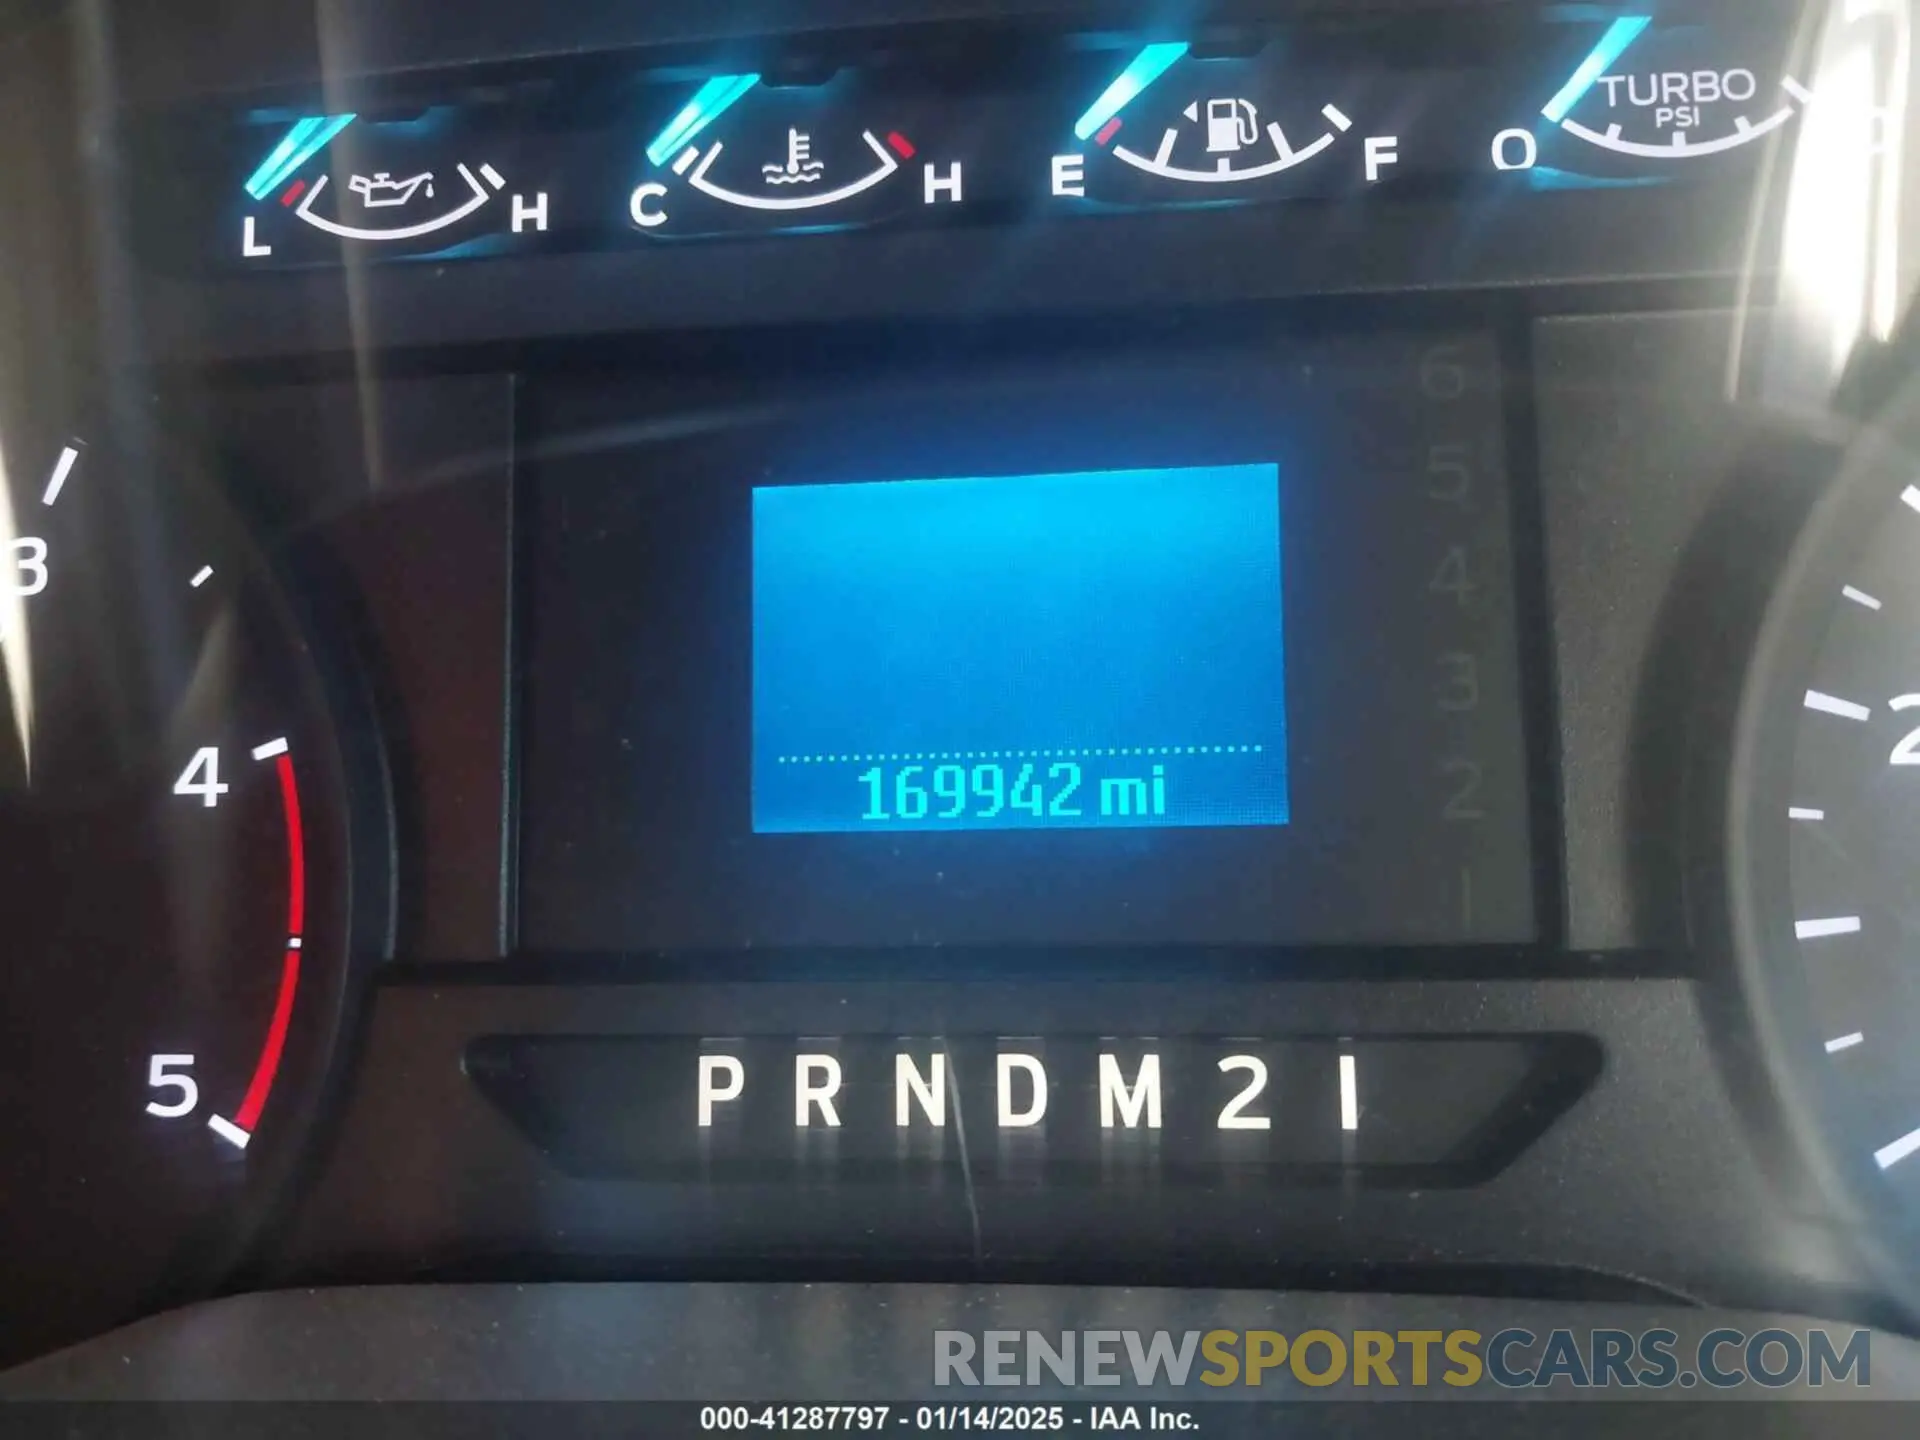 TURBO
PSI
L H C H E F O
6
5
4
3
2
1
3
4
5
2
169942 mi
P R N D M 2 1
RENEWSPORTSCARS.COM
000-41287797 - 01/14/2025 - IAA Inc.